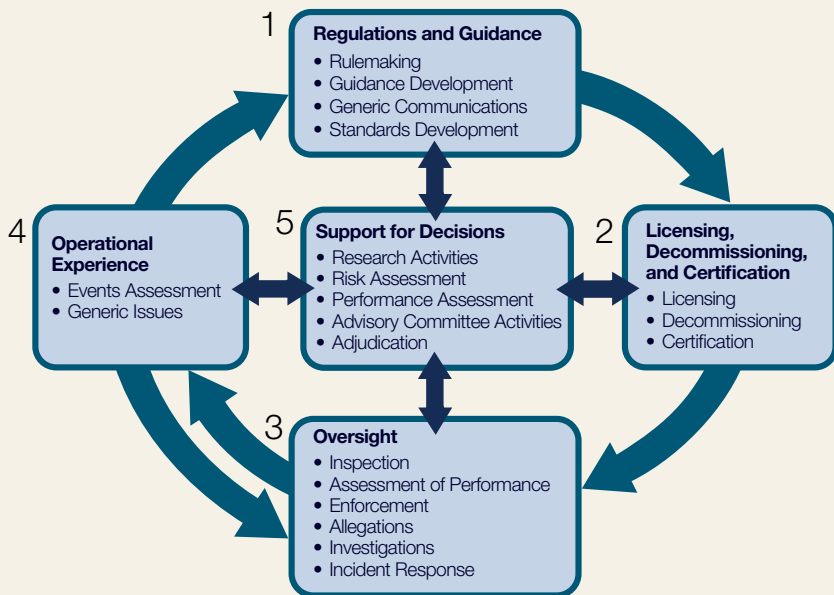 1
Regulations and Guidance
• Rulemaking
• Guidance Development
• Generic Communications
• Standards Development
4
Operational
Experience
• Events Assessment
• Generic Issues
5
Support for Decisions
• Research Activities
• Risk Assessment
• Performance Assessment
• Advisory Committee Activities
• Adjudication
2
Licensing,
Decommissioning,
and Certification
• Licensing
• Decommissioning
• Certification
3
Oversight
• Inspection
• Assessment of Performance
• Enforcement
• Allegations
• Investigations
• Incident Response